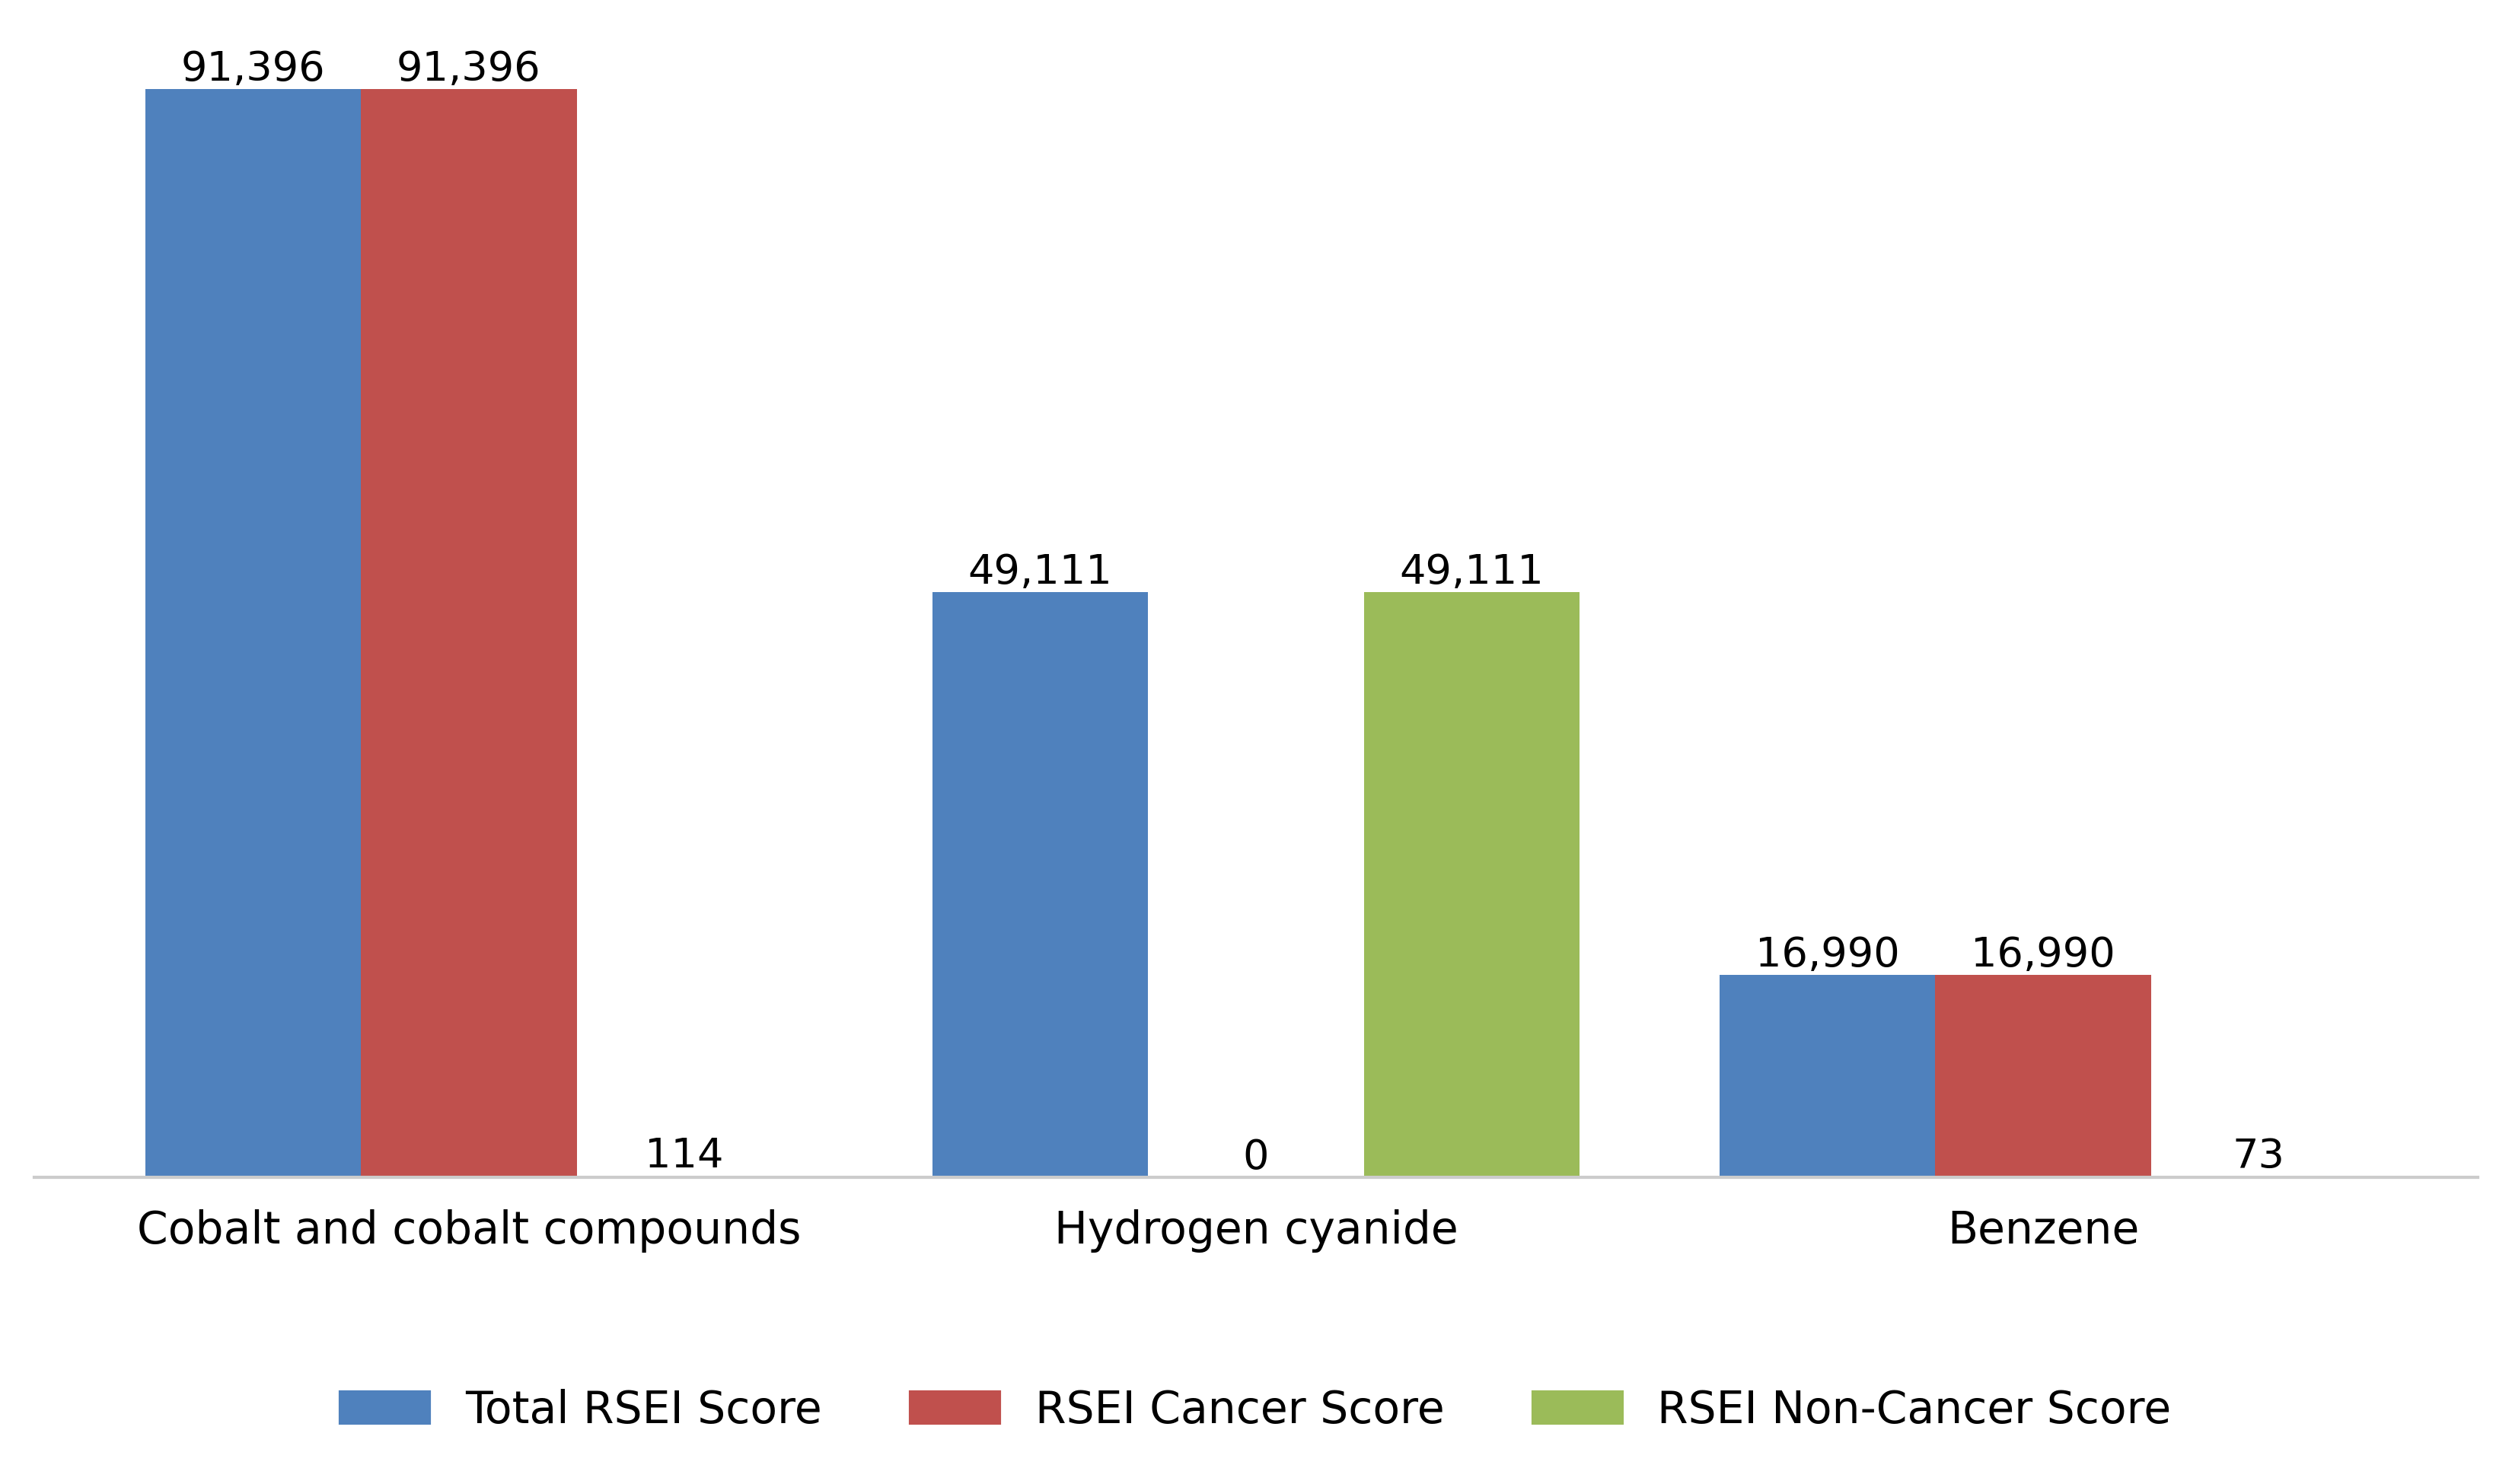 91,396 91,396
49,111 49,111
16,990 16,990
114 0 73
Cobalt and cobalt compounds Hydrogen cyanide Benzene
Total RSEI Score RSEI Cancer Score RSEI Non-Cancer Score